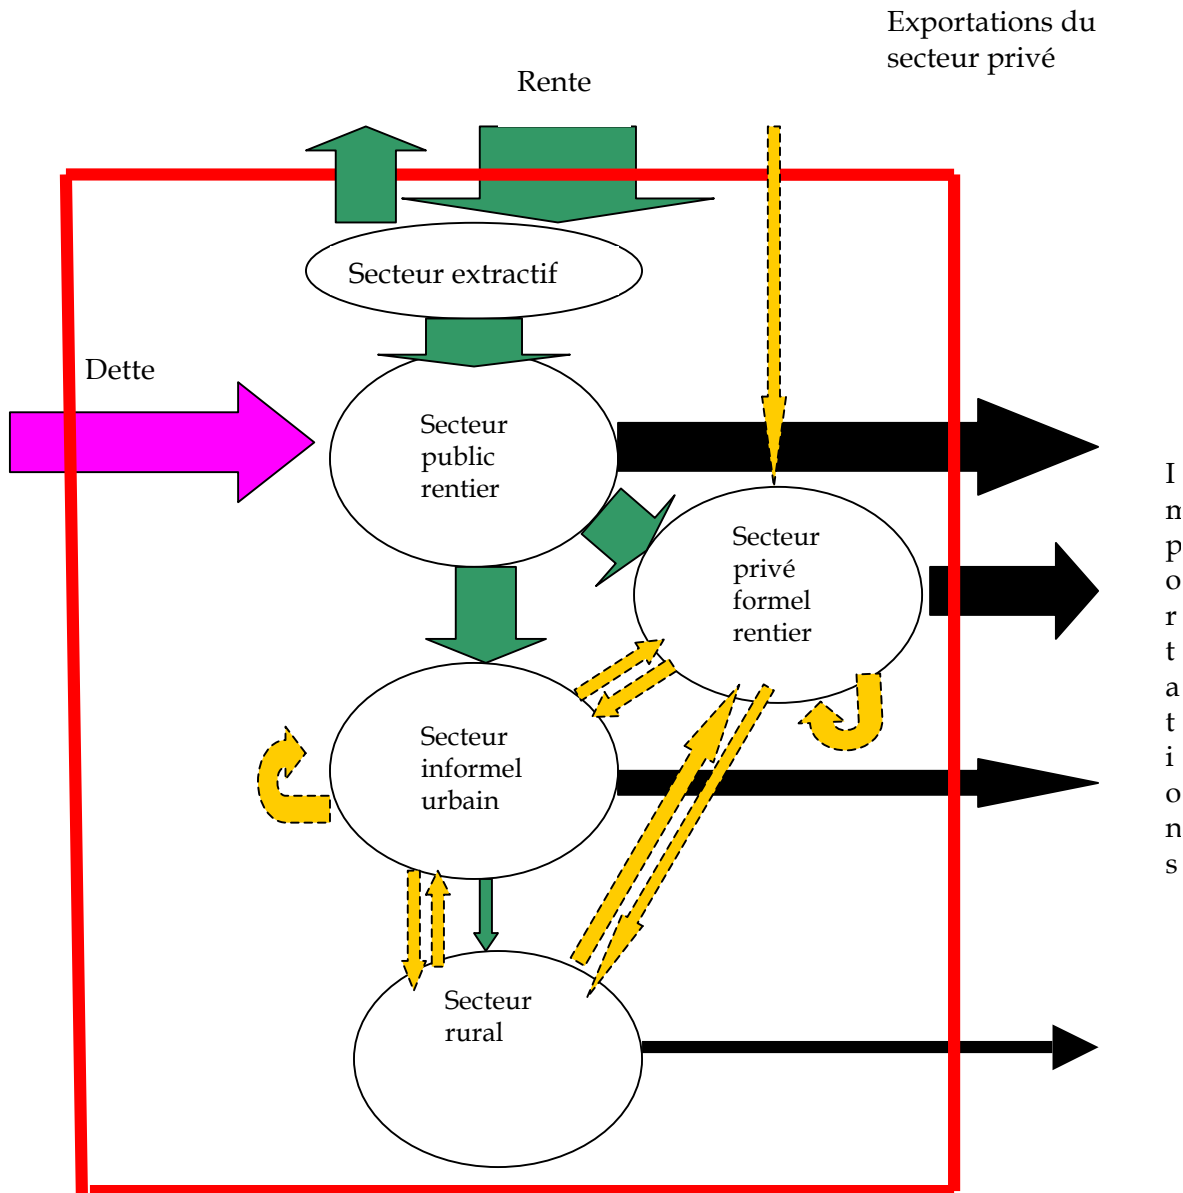 Exportations du
secteur privé
Rente
Secteur extractif
Dette
Secteur
public
rentier
Secteur
privé
formel
rentier
I
m
p
o
r
t
a
t
i
o
n
s
Secteur
informel
urbain
Secteur
rural